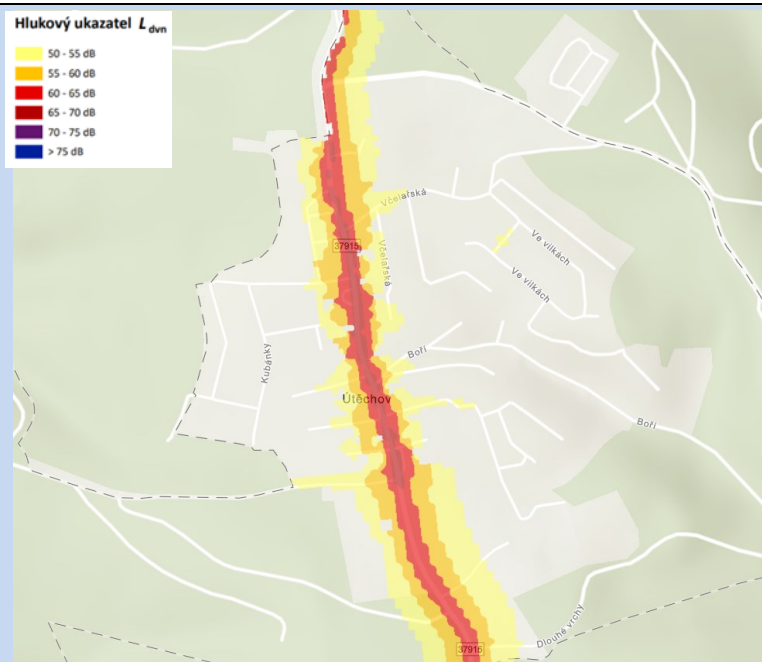 Hlukový ukazatel L dvn
50 - 55 dB
55 - 60 dB
60 - 65 dB
65 - 70 dB
70 - 75 dB
> 75 dB
Včelařská
37915
Včelařská
Ve vilkách
Ve vilkách
Kubánky
Boří
Útěchov
Boří
Dlouhé vrchy
37915